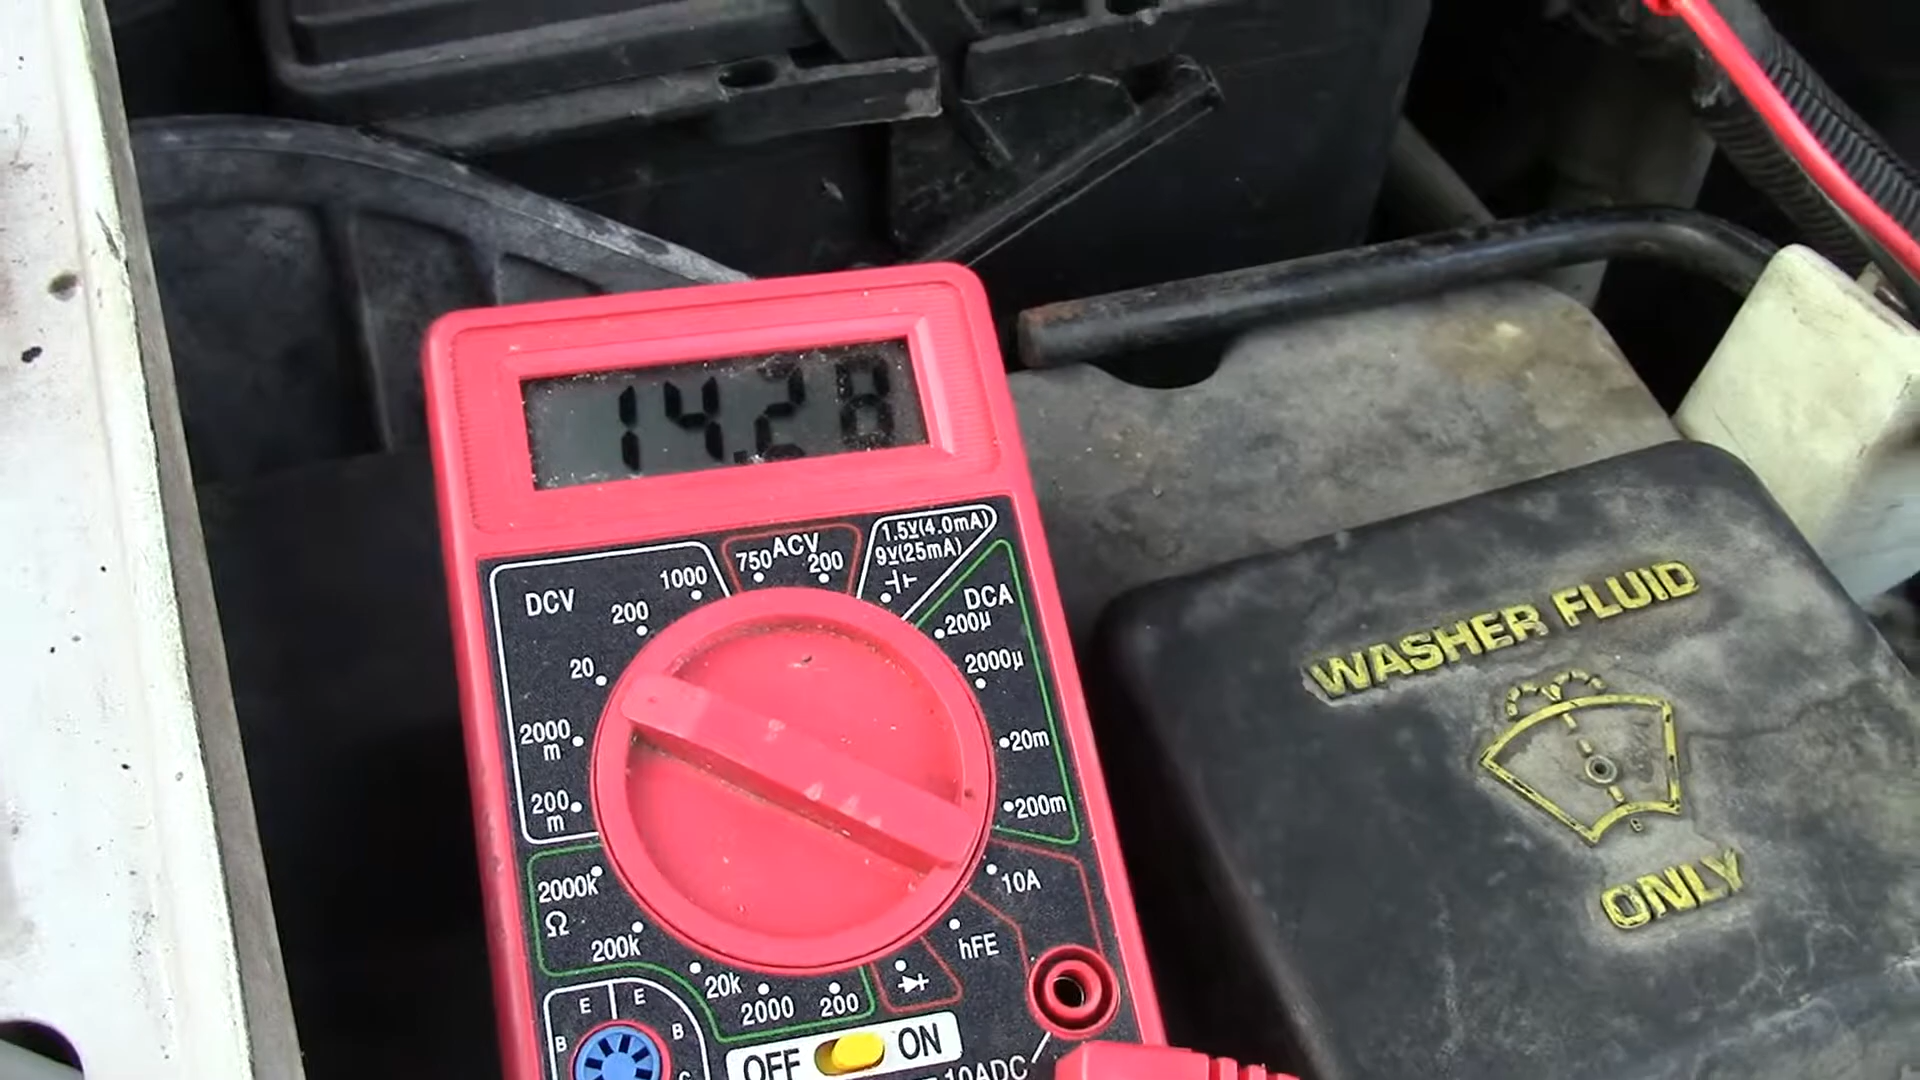 14.28
1.5V(4.0mA)
9V(25mA)
ACV
750
200
DCV
1000
200
20
2000
m
200
m
DCA
200µ
2000µ
20m
200m
10A
hFE
2000k
Ω
200k
20k
2000
200
E
E
B
B
C
OFF
ON
10ADC
WASHER FLUID
ONLY